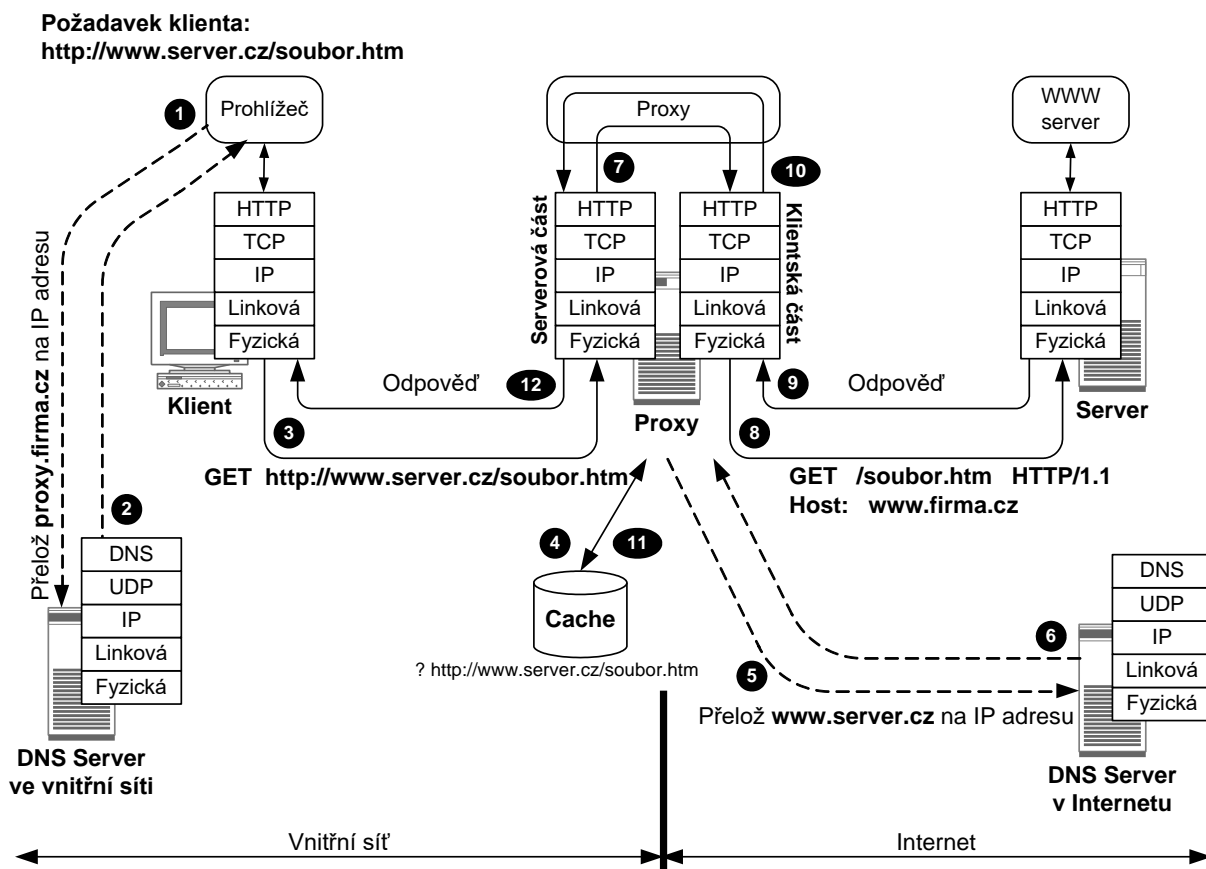 Požadavek klienta:
http://www.server.cz/soubor.htm
1
Prohlížeč
Proxy
WWW
server
7
10
HTTP
TCP
IP
Linková
Fyzická
Serverová část
HTTP
TCP
IP
Linková
Fyzická
HTTP
TCP
IP
Linková
Fyzická
Klientská část
HTTP
TCP
IP
Linková
Fyzická
Přelož proxy.firma.cz na IP adresu
Klient
Odpověď
12
Proxy
9
Odpověď
Server
3
8
GET http://www.server.cz/soubor.htm
GET /soubor.htm HTTP/1.1
Host: www.firma.cz
2
DNS
UDP
IP
Linková
Fyzická
4
11
Cache
? http://www.server.cz/soubor.htm
DNS
UDP
IP
Linková
Fyzická
6
5
Přelož www.server.cz na IP adresu
DNS Server
ve vnitřní síti
DNS Server
v Internetu
Vnitřní síť
Internet